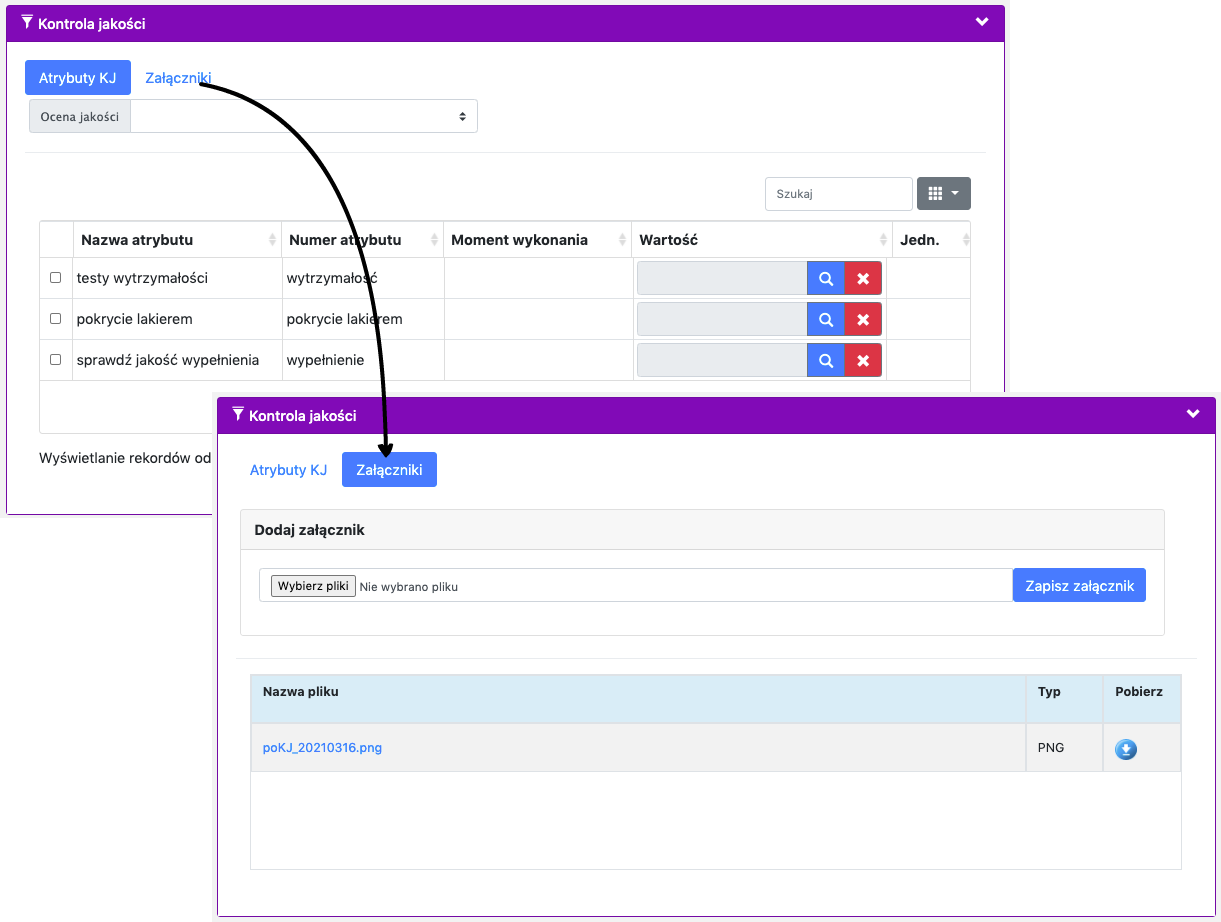 Kontrola jakości
Atrybuty KJ Załączniki
Ocena jakości
Szukaj
Nazwa atrybutu Numer atrybutu Moment wykonania Wartość Jedn.
testy wytrzymałości wytrzymałość
pokrycie lakierem pokrycie lakierem
sprawdź jakość wypełnienia wypełnienie
Wyświetlanie rekordów od
Kontrola jakości
Atrybuty KJ Załączniki
Dodaj załącznik
Wybierz pliki Nie wybrano pliku Zapisz załącznik
Nazwa pliku Typ Pobierz
poKJ_20210316.png PNG